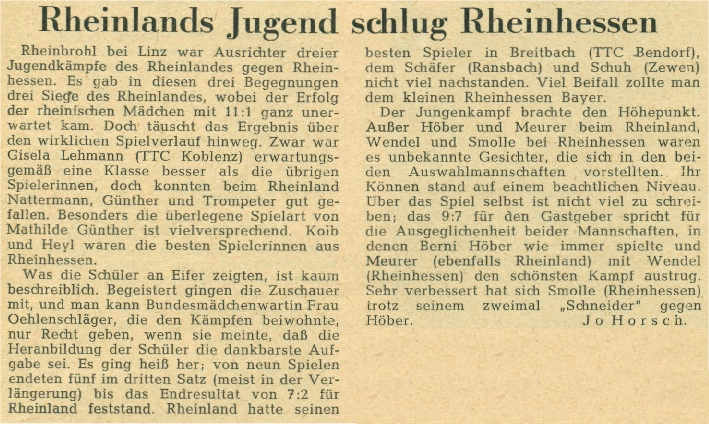 Rheinlands Jugend schlug Rheinhessen
Rheinbrohl bei Linz war Ausrichter dreier
Jugendkämpfe des Rheinlandes gegen Rhein-
hessen. Es gab in diesen drei Begegnungen
drei Siege des Rheinlandes, wobei der Erfolg
der rheinischen Mädchen mit 11:1 ganz uner-
wartet kam. Doch täuscht das Ergebnis über
den wirklichen Spielverlauf hinweg. Zwar war
Gisela Lehmann (TTC Koblenz) erwartungs-
gemäß eine Klasse besser als die übrigen
Spielerinnen, doch konnten beim Rheinland
Nattermann, Günther und Trompeter gut ge-
fallen. Besonders die überlegene Spielart von
Mathilde Günther ist vielversprechend. Koib
und Heyl waren die besten Spielerinnen aus
Rheinhessen.
Was die Schüler an Eifer zeigten, ist kaum
beschreiblich. Begeistert gingen die Zuschauer
mit, und man kann Bundesmädchenwartin Frau
Oehlenschläger, die den Kämpfen beiwohnte,
nur Recht geben, wenn sie meinte, daß die
Heranbildung der Schüler die dankbarste Auf-
gabe sei. Es ging heiß her; von neun Spielen
endeten fünf im dritten Satz (meist in der Ver-
längerung) bis das Endresultat von 7:2 für
Rheinland feststand. Rheinland hatte seinen
besten Spieler in Breitbach (TTC Bendorf),
dem Schäfer (Ransbach) und Schuh (Zewen)
nicht viel nachstanden. Viel Beifall zollte man
dem kleinen Rheinhessen Bayer.
Der Jungenkampf brachte den Höhepunkt.
Außer Höber und Meurer beim Rheinland,
Wendel und Smolle bei Rheinhessen waren
es unbekannte Gesichter, die sich in den bei-
den Auswahlmannschaften vorstellten. Ihr
Können stand auf einem beachtlichen Niveau.
Über das Spiel selbst ist nicht viel zu schrei-
ben; das 9:7 für den Gastgeber spricht für
die Ausgeglichenheit beider Mannschaften, in
denen Berni Höber wie immer spielte und
Meurer (ebenfalls Rheinland) mit Wendel
(Rheinhessen) den schönsten Kampf austrug.
Sehr verbessert hat sich Smolle (Rheinhessen)
trotz seinem zweimal „Schneider" gegen
Höber. Jo Horsch.